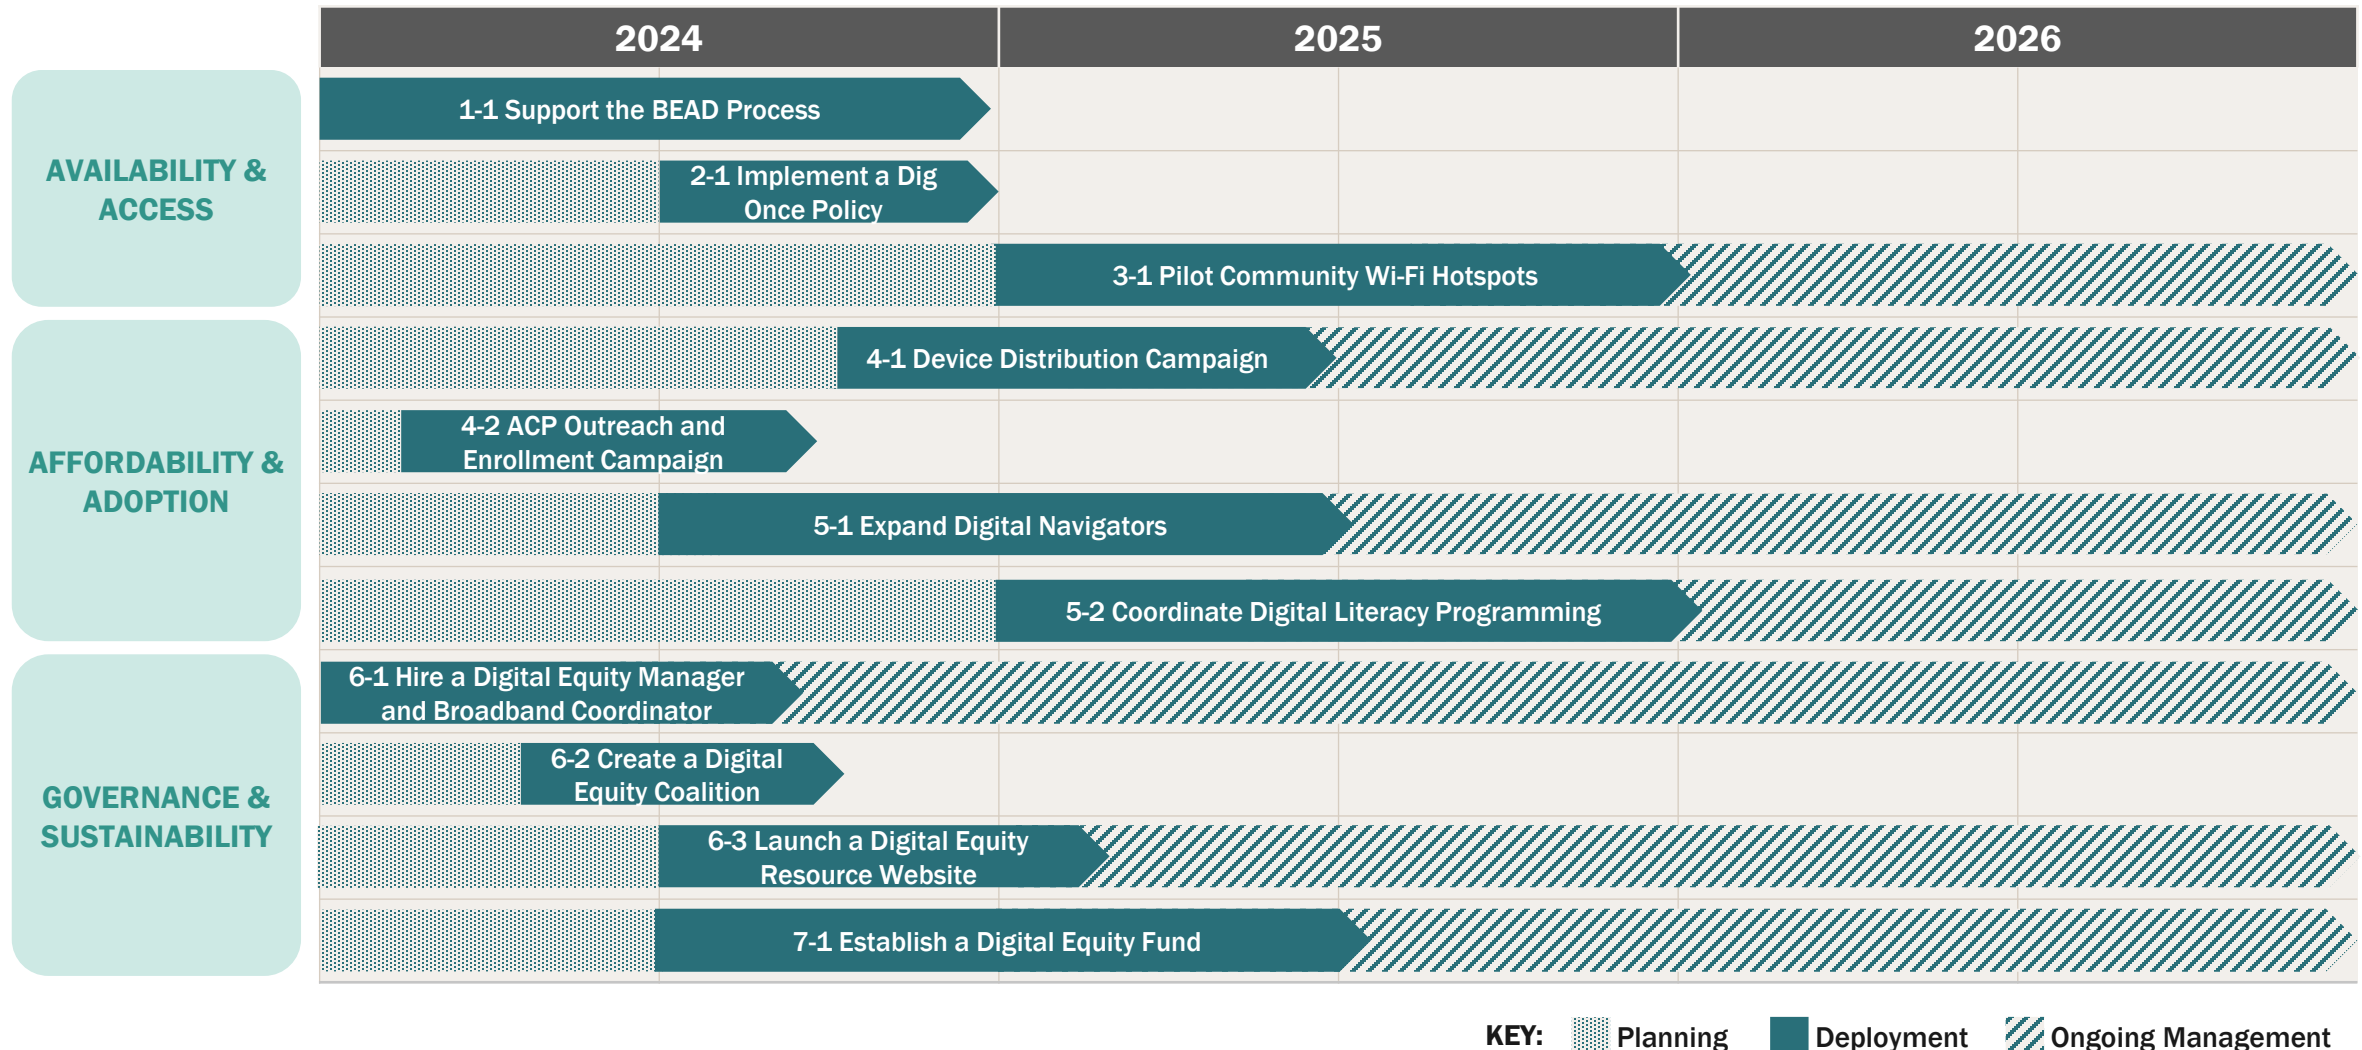 2024
2025
2026
AVAILABILITY &
ACCESS
1-1 Support the BEAD Process
2-1 Implement a Dig
Once Policy
3-1 Pilot Community Wi-Fi Hotspots
AFFORDABILITY &
ADOPTION
4-1 Device Distribution Campaign
4-2 ACP Outreach and
Enrollment Campaign
5-1 Expand Digital Navigators
5-2 Coordinate Digital Literacy Programming
GOVERNANCE &
SUSTAINABILITY
6-1 Hire a Digital Equity Manager
and Broadband Coordinator
6-2 Create a Digital
Equity Coalition
6-3 Launch a Digital Equity
Resource Website
7-1 Establish a Digital Equity Fund
KEY: Planning Deployment Ongoing Management